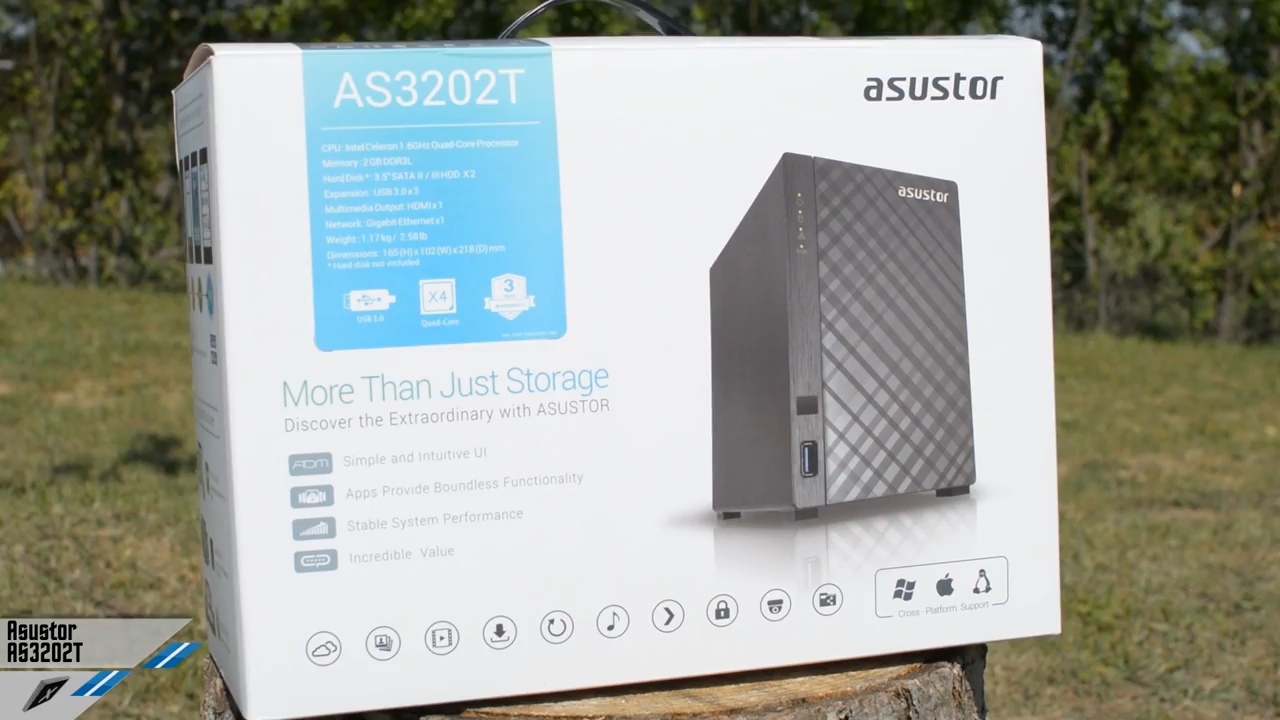 AS3202T
CPU: Intel Celeron 1.6GHz Quad-Core Processor
Memory: 2GB DDR3L
Hard Disk*: 3.5" SATA II / III HDD X2
Expansion: USB 3.0 x 3
Multimedia Output: HDMI x 1
Network: Gigabit Ethernet x1
Weight: 1.17kg / 2.58lb
Dimensions: 165(H) x 102(W) x 218(D) mm
* Hard disk not included
USB 3.0
X4
Quad-Core
3
asustor
asustor
More Than Just Storage
Discover the Extraordinary with ASUSTOR
ADM
Simple and Intuitive UI
Apps Provide Boundless Functionality
Stable System Performance
Incredible Value
Cross - Platform Support
Asustor
AS3202T